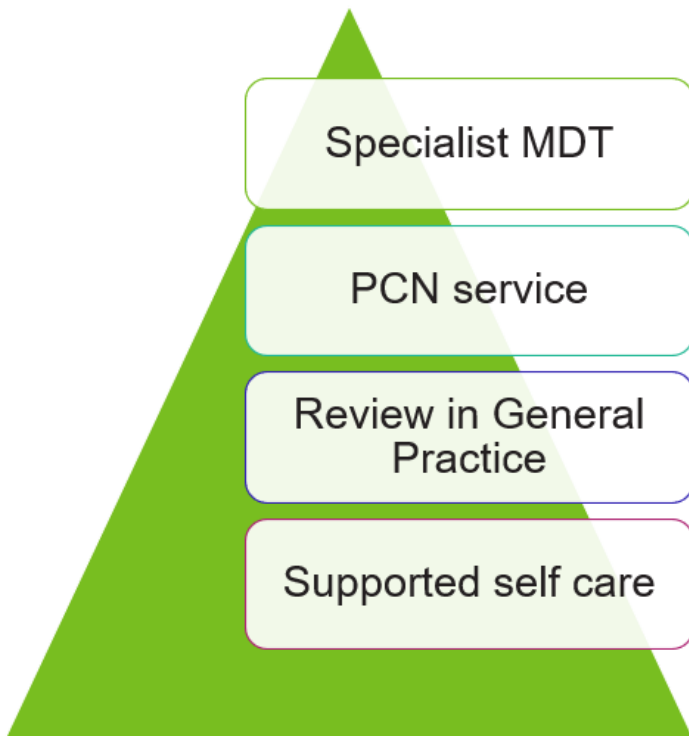 Specialist MDT
PCN service
Review in General
Practice
Supported self care